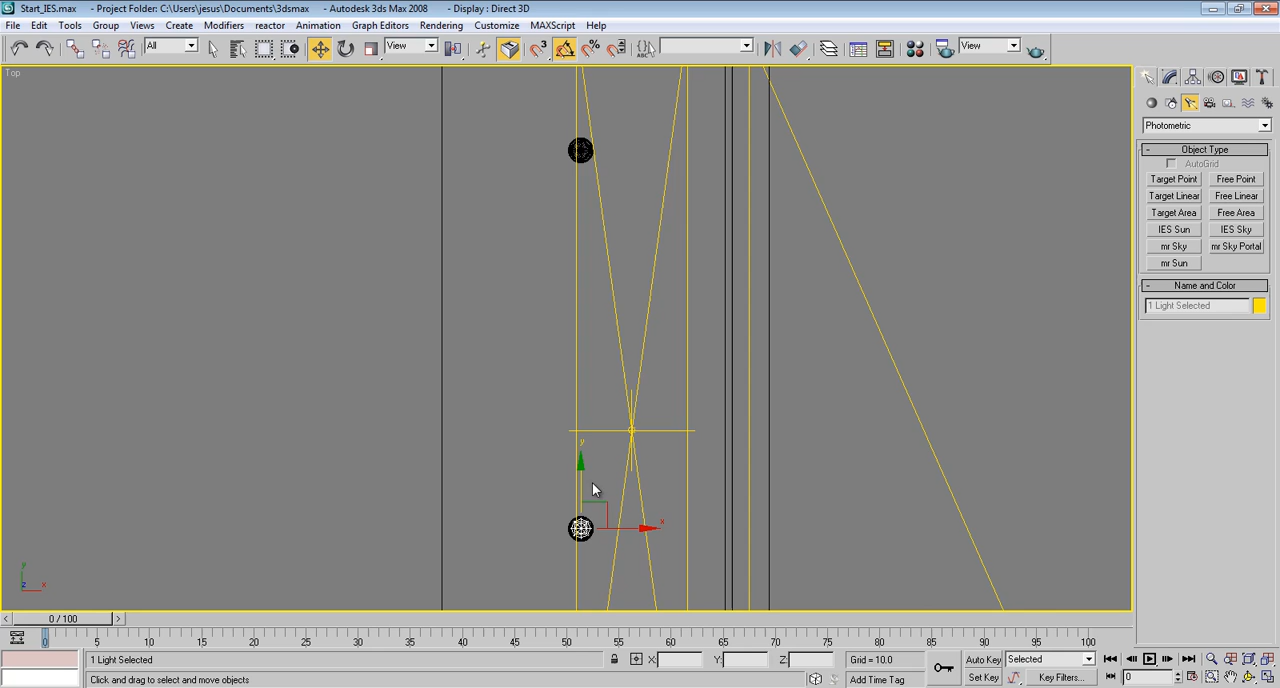 Start_IES.max - Project Folder: C:\Users\jesus\Documents\3dsmax - Autodesk 3ds Max 2008 - Display : Direct 3D
File Edit Tools Group Views Create Modifiers reactor Animation Graph Editors Rendering Customize MAXScript Help
All View 3 % ABC View
Top
Photometric
- Object Type
AutoGrid
Target Point Free Point
Target Linear Free Linear
Target Area Free Area
IES Sun IES Sky
mr Sky mr Sky Portal
mr Sun
- Name and Color
1 Light Selected
y
x
y
z x
< 0 / 100 >
0 5 10 15 20 25 30 35 40 45 50 55 60 65 70 75 80 85 90 95 100
1 Light Selected X: Y: Z: Grid = 10.0 Auto Key Selected
Click and drag to select and move objects Add Time Tag Set Key Key Filters... 0